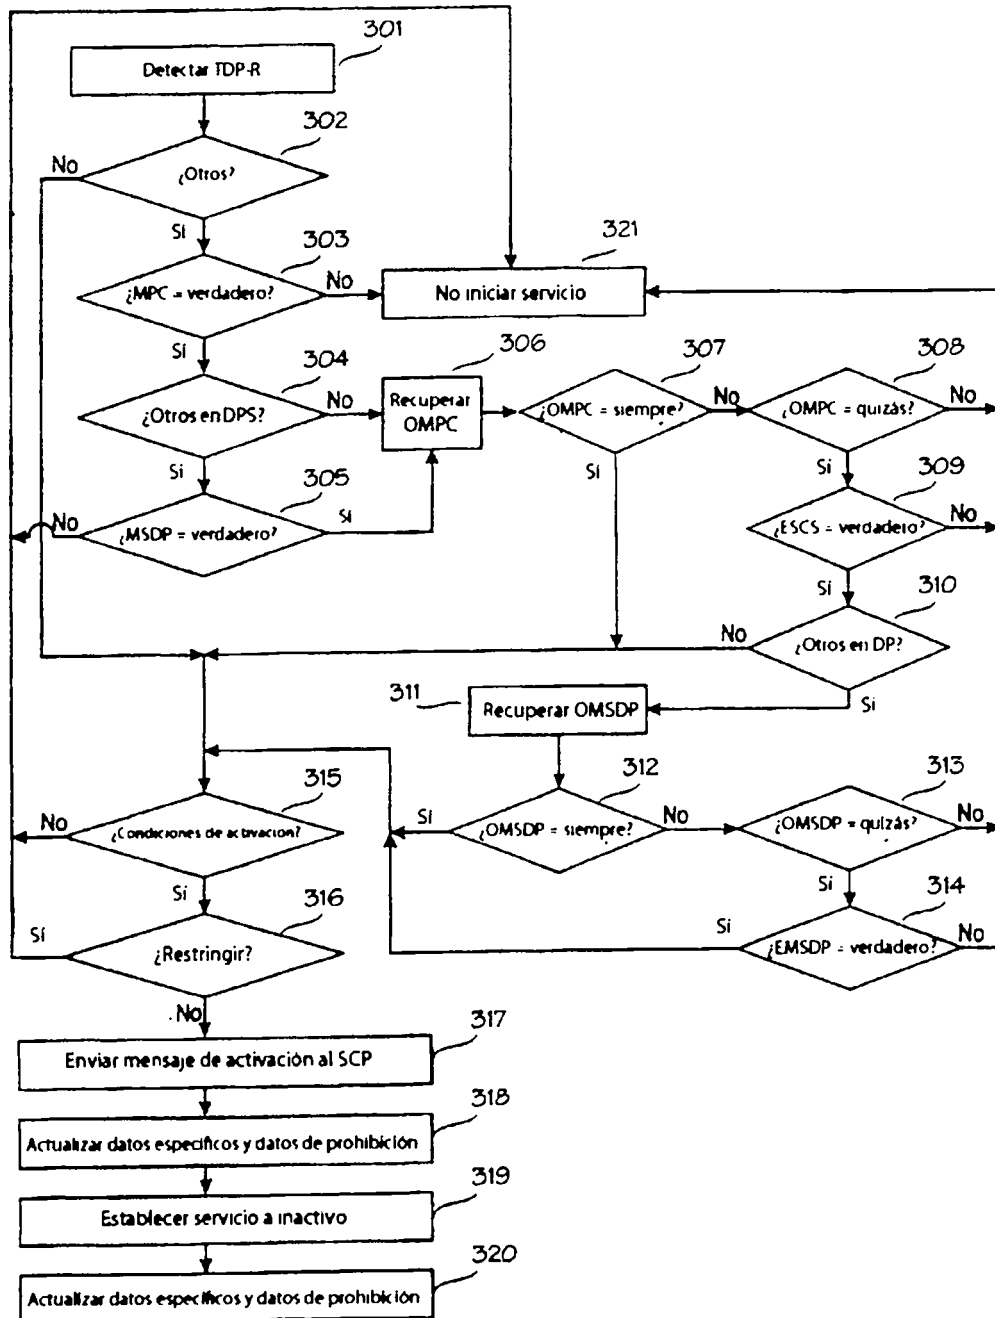 301
Detectar TDP-R
302
No
¿Otros?
Sí
303
321
¿MPC = verdadero?
No
No iniciar servicio
Sí
304
306
307
308
¿Otros en DPS?
No
Recuperar
OMPC
¿OMPC = siempre?
No
¿OMPC = quizás?
No
Sí
305
Sí
Sí
309
No
¿MSDP = verdadero?
Sí
¿ESCS = verdadero?
No
Sí
310
No
¿Otros en DP?
311
Recuperar OMSDP
Sí
312
313
315
No
¿Condiciones de activación?
Sí
¿OMSDP = siempre?
No
¿OMSDP = quizás?
No
Sí
316
Sí
314
Sí
¿Restringir?
Sí
¿EMSDP = verdadero?
No
No
317
Enviar mensaje de activación al SCP
318
Actualizar datos específicos y datos de prohibición
319
Establecer servicio a inactivo
320
Actualizar datos específicos y datos de prohibición